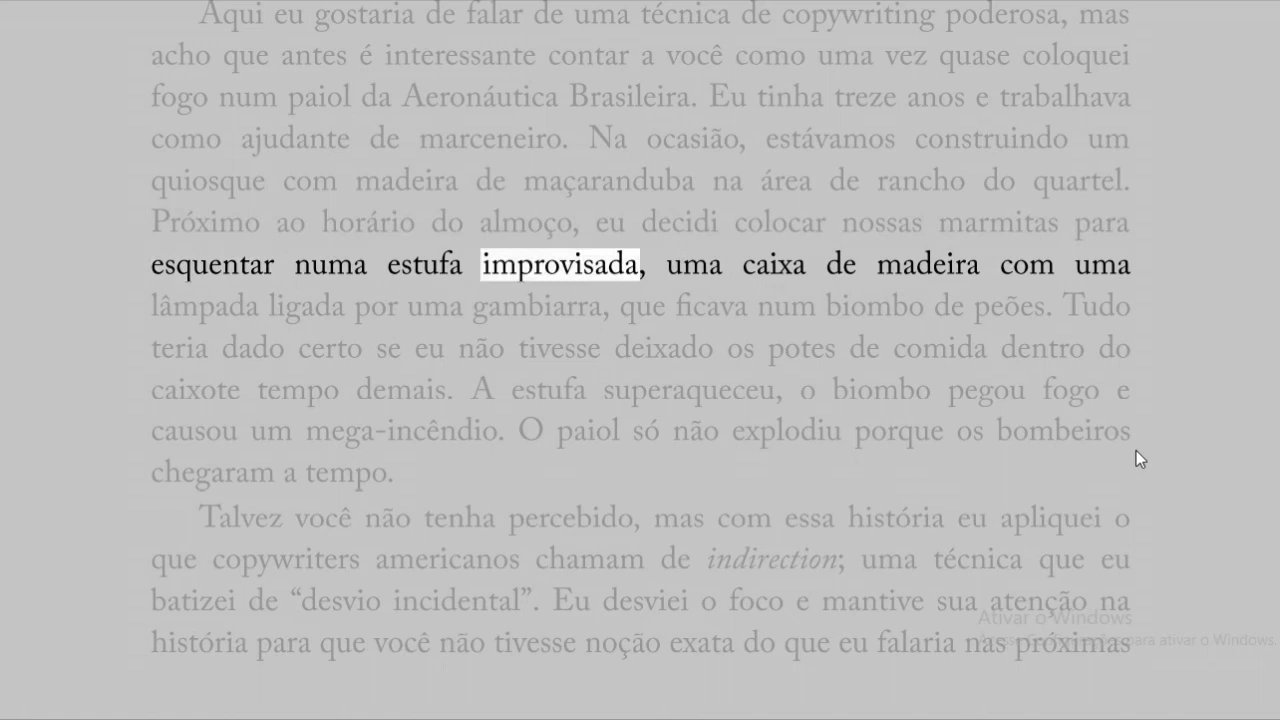 Aqui eu gostaria de falar de uma técnica de copywriting poderosa, mas
acho que antes é interessante contar a você como uma vez quase coloquei
fogo num paiol da Aeronáutica Brasileira. Eu tinha treze anos e trabalhava
como ajudante de marceneiro. Na ocasião, estávamos construindo um
quiosque com madeira de maçaranduba na área de rancho do quartel.
Próximo ao horário do almoço, eu decidi colocar nossas marmitas para
esquentar numa estufa improvisada, uma caixa de madeira com uma
lâmpada ligada por uma gambiarra, que ficava num biombo de peões. Tudo
teria dado certo se eu não tivesse deixado os potes de comida dentro do
caixote tempo demais. A estufa superaqueceu, o biombo pegou fogo e
causou um mega-incêndio. O paiol só não explodiu porque os bombeiros
chegaram a tempo.
Talvez você não tenha percebido, mas com essa história eu apliquei o
que copywriters americanos chamam de indirection; uma técnica que eu
batizei de “desvio incidental”. Eu desviei o foco e mantive sua atenção na
Ativar o Windows
história para que você não tivesse noção exata do que eu falaria nas próximas
para ativar o Windows.